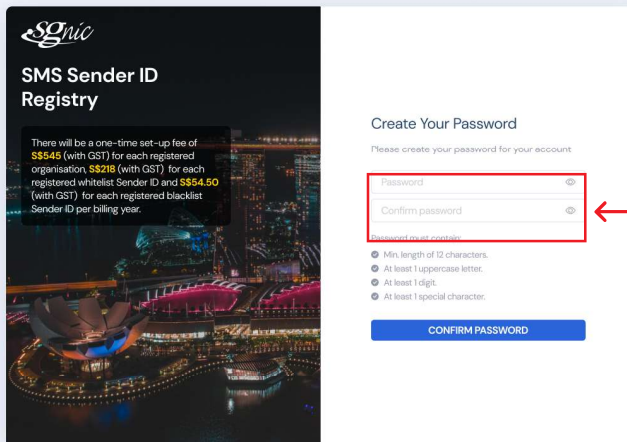 sgnic
SMS Sender ID
Registry
There will be a one-time set-up fee of
S$545 (with GST) for each registered
organisation, S$218 (with GST) for each
registered whitelist Sender ID and S$54.50
(with GST) for each registered blacklist
Sender ID per billing year.
Create Your Password
Please create your password for your account
Password
Confirm password
Password must contain:
Min. length of 12 characters.
At least 1 uppercase letter.
At least 1 digit.
At least 1 special character.
CONFIRM PASSWORD